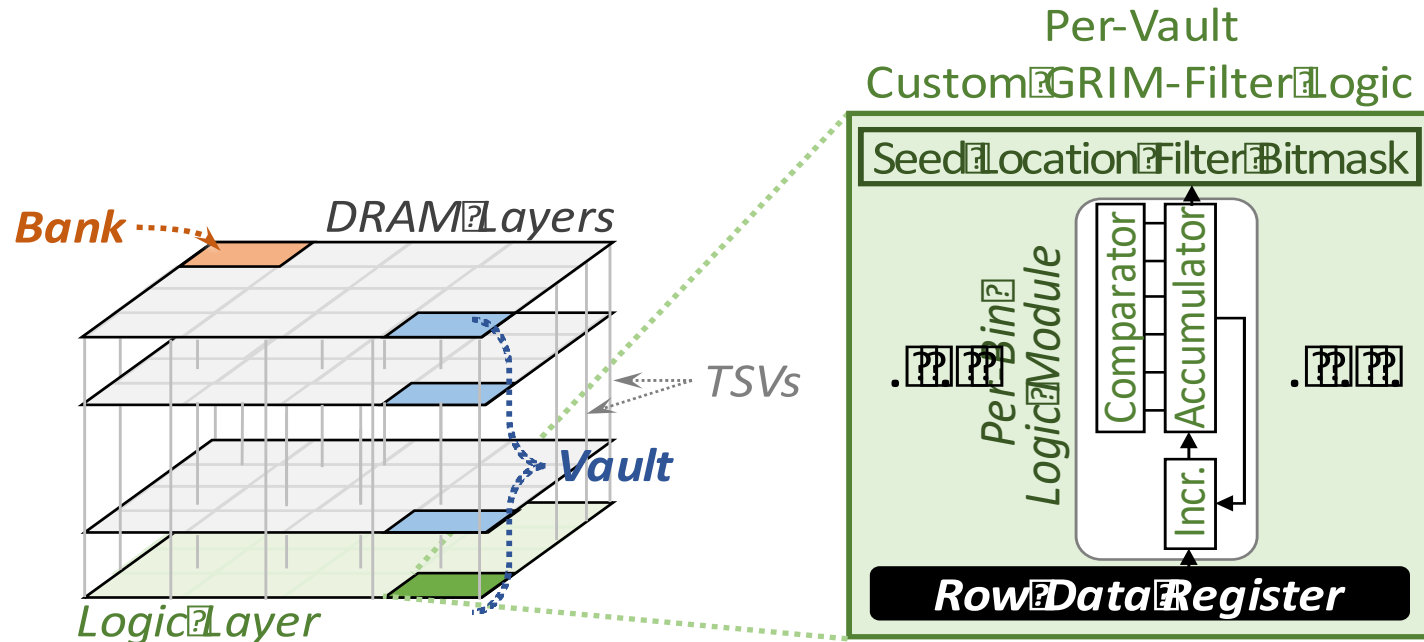 Per-Vault
Custom GRIM-Filter Logic
Seed Location Filter Bitmask
Bank
DRAM Layers
TSVs
Vault
Logic Layer
Per-Bin
Logic Module
Comparator
Accumulator
Incr.
Row Data Register